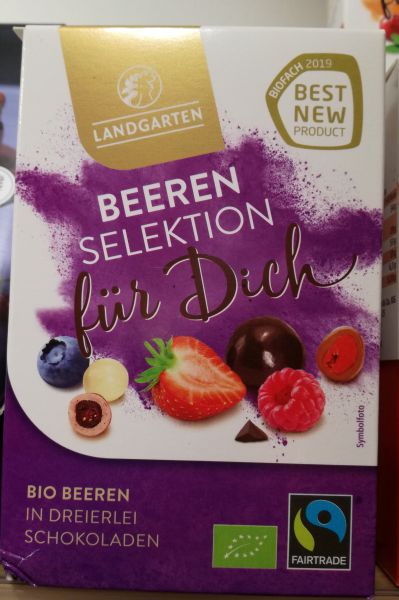 LANDGARTEN
BIOFACH 2019
BEST
NEW
PRODUCT
BEEREN
SELEKTION
für Dich
Symbolfoto
BIO BEEREN
IN DREIERLEI
SCHOKOLADEN
FAIRTRADE